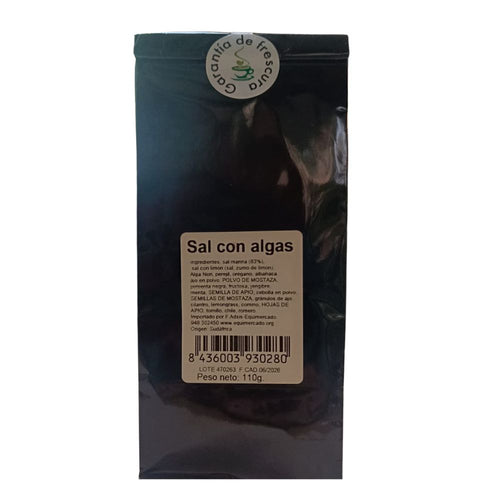 Garantía de frescura
Sal con algas
Ingredientes: sal marina (83%),
sal con limon (sal, zumo de limon)
Alga Nori, perejil, oregano, albahaca
ajo en polvo, POLVO DE MOSTAZA,
pimienta negra, fructosa, jengibre,
menta, SEMILLA DE APIO, cebolla en polvo,
SEMILLAS DE MOSTAZA, gránulos de ajo
cilantro, lemongrass, comino, HOJAS DE
APIO, tomillo, chile, romero.
Importado por F.Adsis-Equimercado
948 302450 www.equimercado.org
Origen: Sudáfrica
8 436003 930280
LOTE 470263 F.CAD.06/2026
Peso neto: 110g.